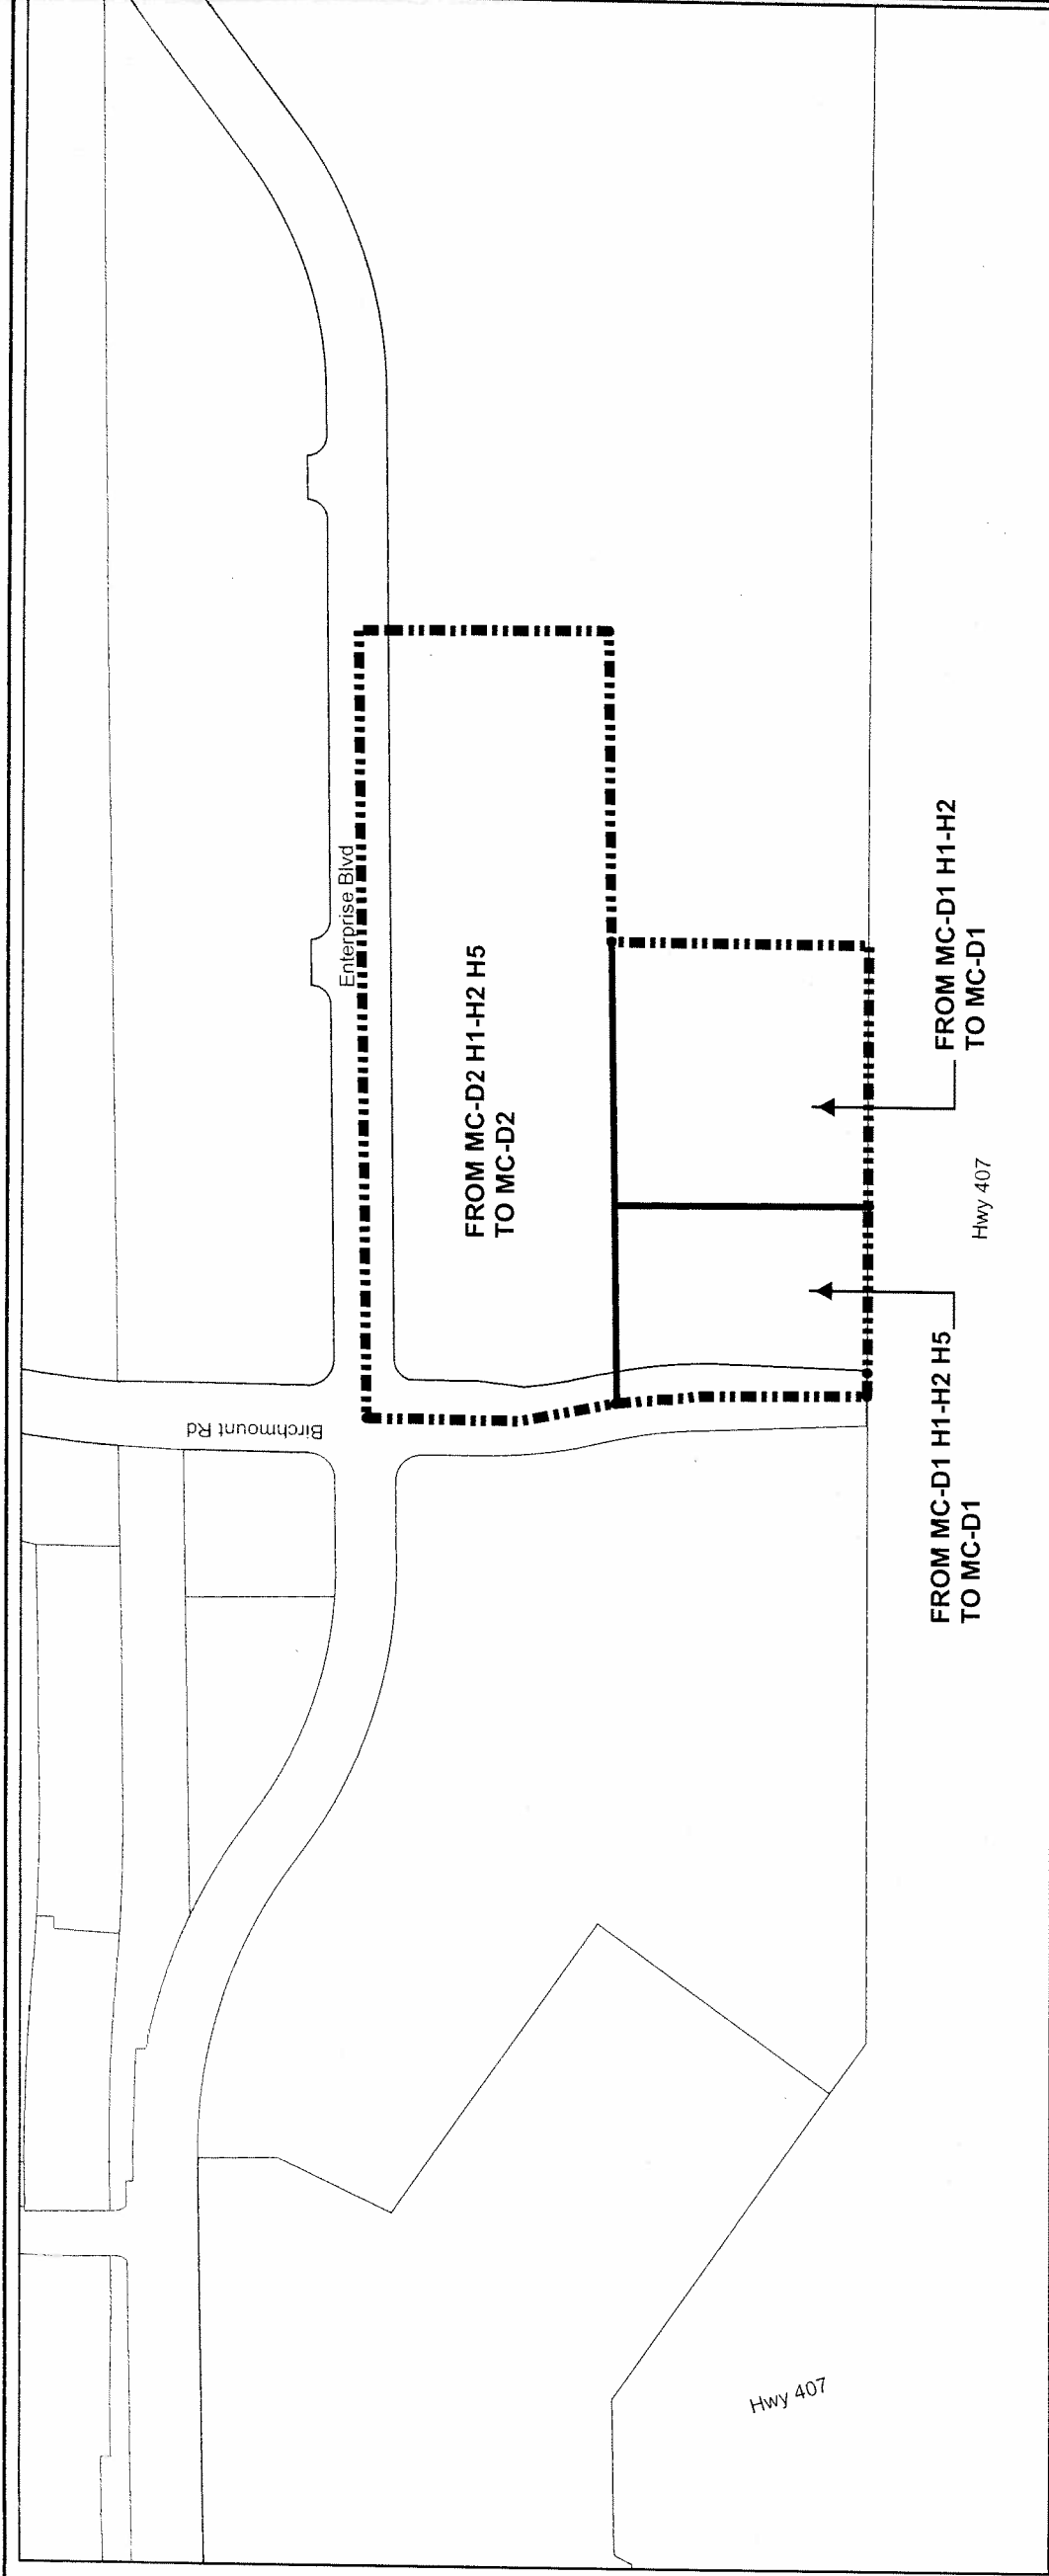 Birchmount Rd
Enterprise Blvd
FROM MC-D2 H1-H2 H5
TO MC-D2
FROM MC-D1 H1-H2 H5
TO MC-D1
FROM MC-D1 H1-H2
TO MC-D1
Hwy 407
Hwy 407